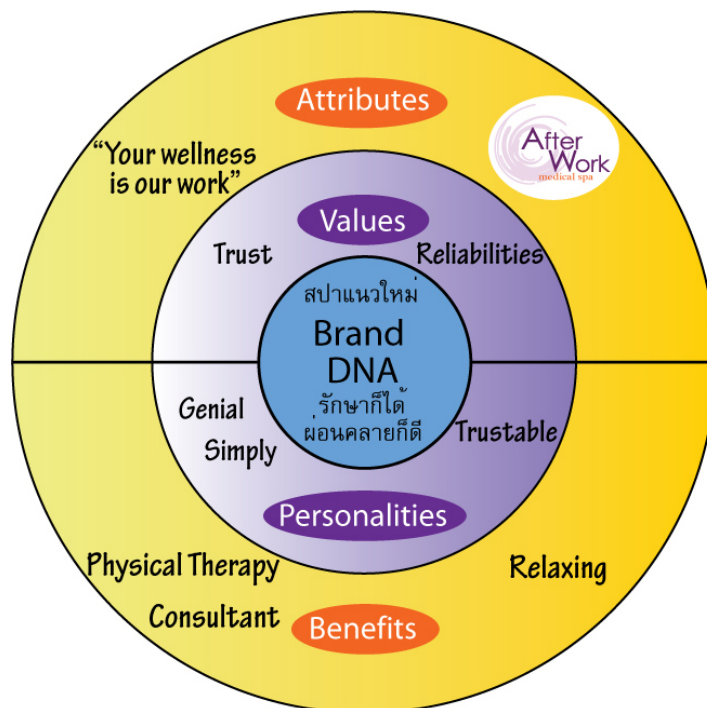 Attributes
"Your wellness
is our work"
After
Work
medical spa
Values
Trust
Reliabilities
สปาแนวใหม่
Brand
DNA
รักษาก็ได้
ผ่อนคลายก็ดี
Genial
Simply
Trustable
Personalities
Physical Therapy
Consultant
Relaxing
Benefits